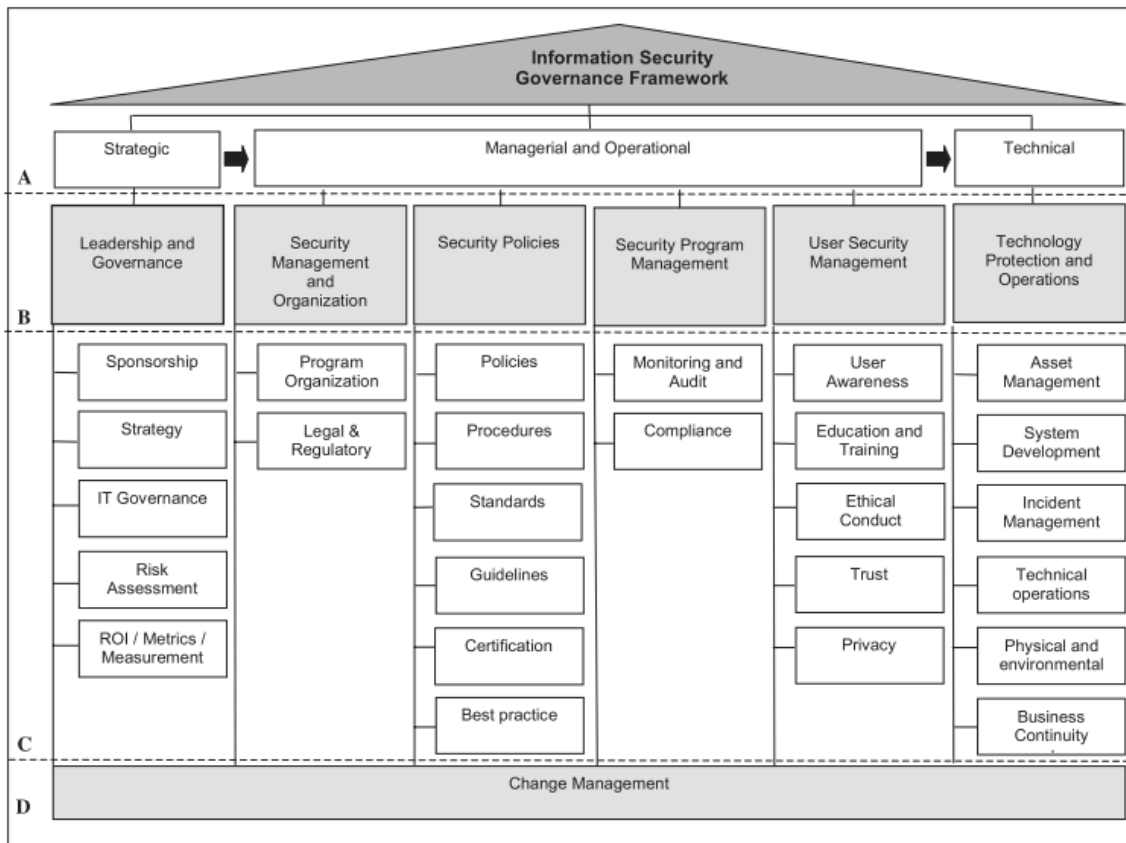 Information Security
Governance Framework
Strategic
Managerial and Operational
Technical
A
Leadership and
Governance
Security
Management
and
Organization
Security Policies
Security Program
Management
User Security
Management
Technology
Protection and
Operations
B
Sponsorship
Strategy
IT Governance
Risk
Assessment
ROI / Metrics /
Measurement
Program
Organization
Legal &
Regulatory
Policies
Procedures
Standards
Guidelines
Certification
Best practice
Monitoring and
Audit
Compliance
User
Awareness
Education and
Training
Ethical
Conduct
Trust
Privacy
Asset
Management
System
Development
Incident
Management
Technical
operations
Physical and
environmental
Business
Continuity
C
Change Management
D